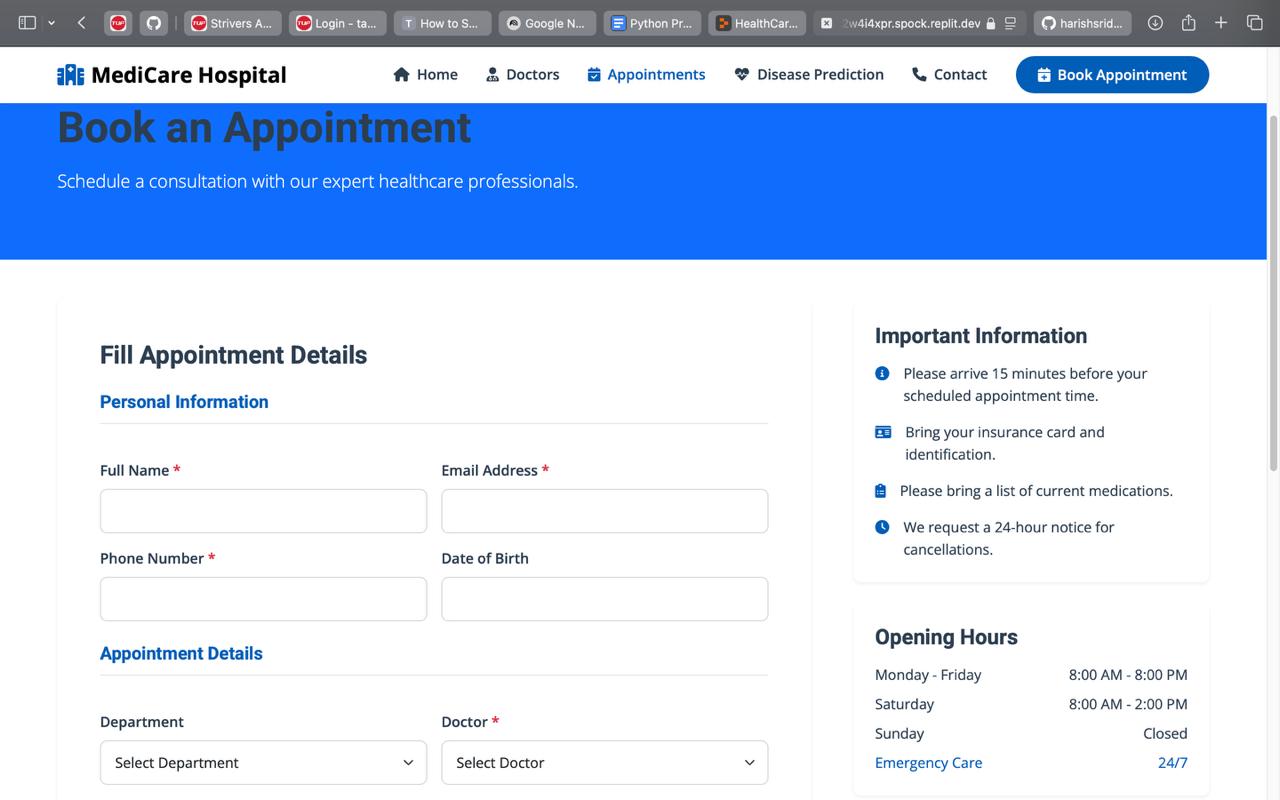 Strivers A...
Login - ta...
How to S...
Google N...
Python Pr...
HealthCar...
2w4i4xpr.spock.replit.dev
harishsrid...
MediCare Hospital
Home
Doctors
Appointments
Disease Prediction
Contact
Book Appointment
Book an Appointment
Schedule a consultation with our expert healthcare professionals.
Fill Appointment Details
Personal Information
Full Name *
Email Address *
Phone Number *
Date of Birth
Appointment Details
Department
Doctor *
Select Department
Select Doctor
Important Information
Please arrive 15 minutes before your
scheduled appointment time.
Bring your insurance card and
identification.
Please bring a list of current medications.
We request a 24-hour notice for
cancellations.
Opening Hours
Monday - Friday 8:00 AM - 8:00 PM
Saturday 8:00 AM - 2:00 PM
Sunday Closed
Emergency Care 24/7